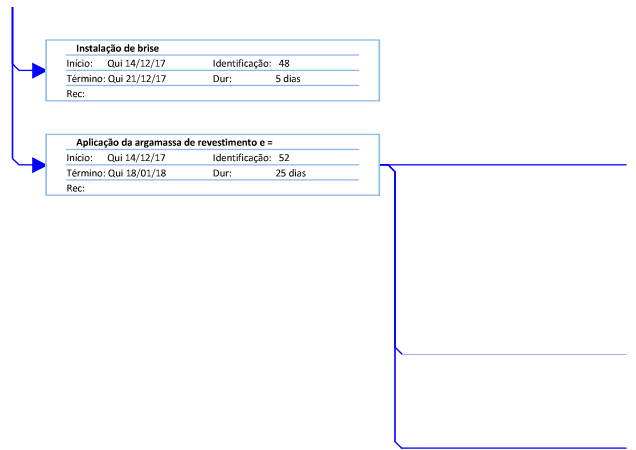 Instalação de brise
Início: Qui 14/12/17 Identificação: 48
Término: Qui 21/12/17 Dur: 5 dias
Rec:
Aplicação da argamassa de revestimento e =
Início: Qui 14/12/17 Identificação: 52
Término: Qui 18/01/18 Dur: 25 dias
Rec: